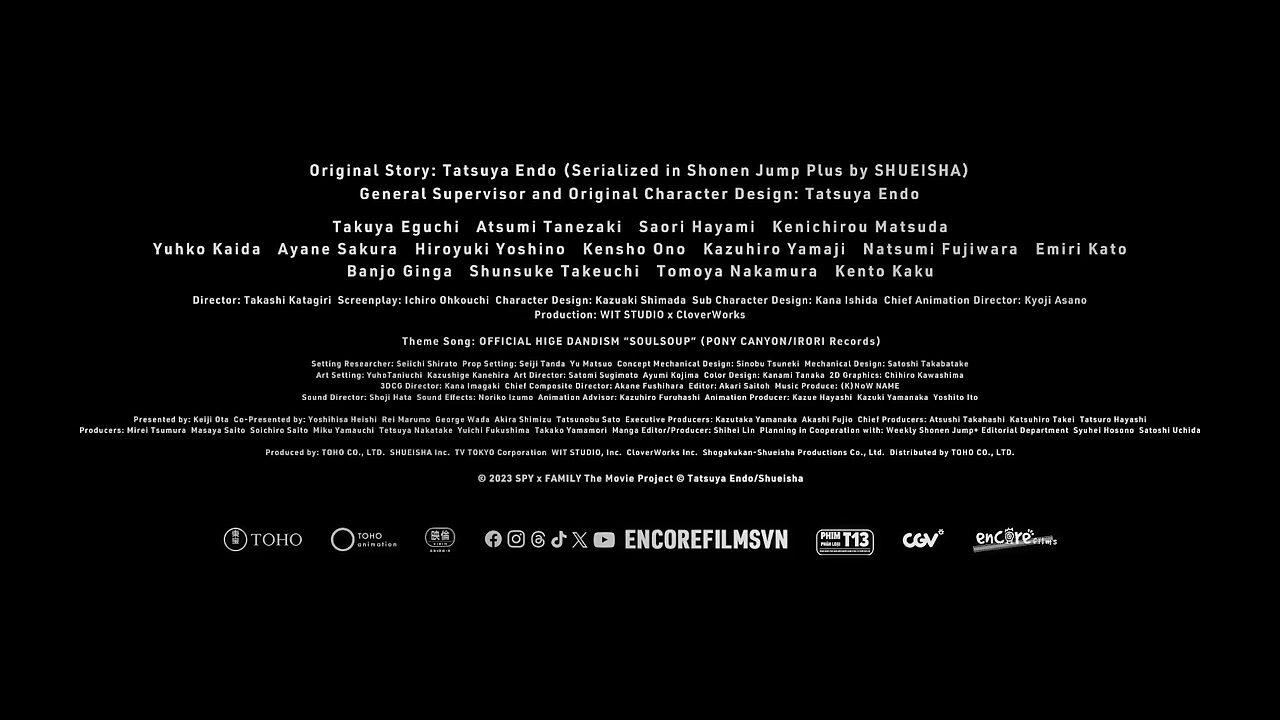 Original Story: Tatsuya Endo (Serialized in Shonen Jump Plus by SHUEISHA)
General Supervisor and Original Character Design: Tatsuya Endo
Takuya Eguchi Atsumi Tanezaki Saori Hayami Kenichirou Matsuda
Yuhko Kaida Ayane Sakura Hiroyuki Yoshino Kensho Ono Kazuhiro Yamaji Natsumi Fujiwara Emiri Kato
Banjo Ginga Shunsuke Takeuchi Tomoya Nakamura Kento Kaku
Director: Takashi Katagiri Screenplay: Ichiro Ohkouchi Character Design: Kazuaki Shimada Sub Character Design: Kana Ishida Chief Animation Director: Kyoji Asano
Production: WIT STUDIO x CloverWorks
Theme Song: OFFICIAL HIGE DANDISM “SOULSOUP” (PONY CANYON/IRORI Records)
Setting Researcher: Seiichi Shirato Prop Setting: Seiji Tanda Yu Matsuo Concept Mechanical Design: Sinobu Tsuneki Mechanical Design: Satoshi Takabatake
Art Setting: YuhoTaniuchi Kazushige Kanehira Art Director: Satomi Sugimoto Ayumi Kojima Color Design: Kanami Tanaka 2D Graphics: Chihiro Kawashima
3DCG Director: Kana Imagaki Chief Composite Director: Akane Fushihara Editor: Akari Saitoh Music Produce: (K)NoW NAME
Sound Director: Shoji Hata Sound Effects: Noriko Izumo Animation Advisor: Kazuhiro Furuhashi Animation Producer: Kazue Hayashi Kazuki Yamanaka Yoshito Ito
Presented by: Keiji Ota Co-Presented by: Yoshihisa Heishi Rei Marumo George Wada Akira Shimizu Tatsunobu Sato Executive Producers: Kazutaka Yamanaka Akashi Fujio Chief Producers: Atsushi Takahashi Katsuhiro Takei Tatsuro Hayashi
Producers: Mirei Tsumura Masaya Saito Soichiro Saito Miku Yamauchi Tetsuya Nakatake Yuichi Fukushima Takako Yamamori Manga Editor/Producer: Shihei Lin Planning in Cooperation with: Weekly Shonen Jump+ Editorial Department Syuhei Hosono Satoshi Uchida
Produced by: TOHO CO., LTD. SHUEISHA Inc. TV TOKYO Corporation WIT STUDIO, Inc. CloverWorks Inc. Shogakukan-Shueisha Productions Co., Ltd. Distributed by TOHO CO., LTD.
© 2023 SPY x FAMILY The Movie Project © Tatsuya Endo/Shueisha
東宝 TOHO TOHO animation 映倫 ENCOREFILMSVN PHIM PHÂN LOẠI T13 CGV encore films